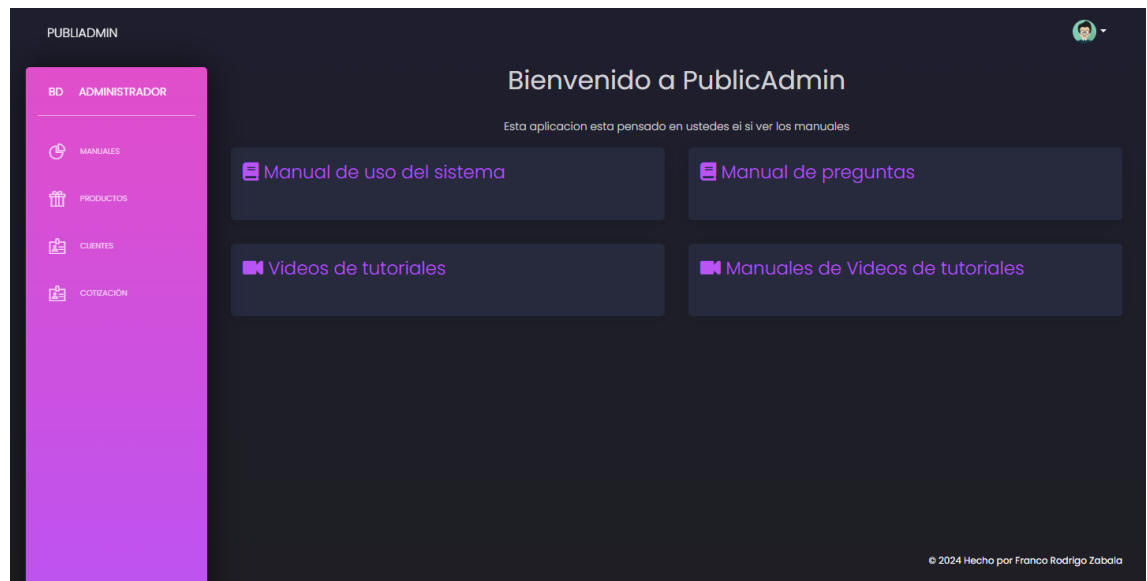 PUBLIADMIN
BD ADMINISTRADOR
MANUALES
PRODUCTOS
CLIENTES
COTIZACIÓN
Bienvenido a PublicAdmin
Esta aplicacion esta pensado en ustedes ei si ver los manuales
Manual de uso del sistema
Manual de preguntas
Videos de tutoriales
Manuales de Videos de tutoriales
© 2024 Hecho por Franco Rodrigo Zabala